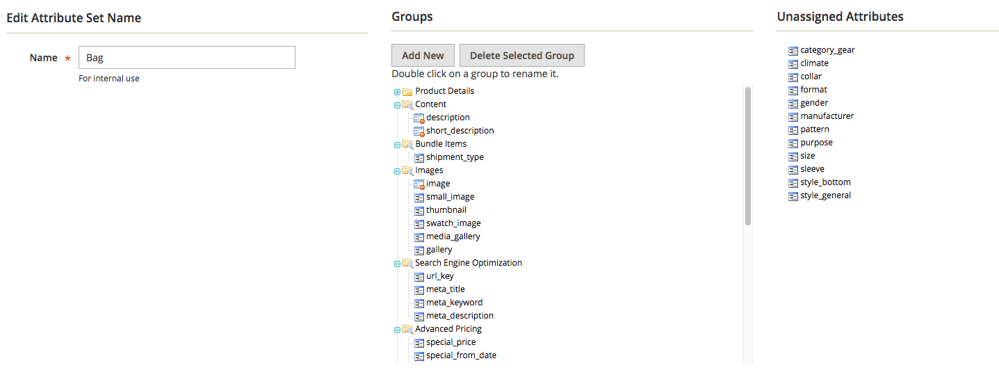 Edit Attribute Set Name
Name *
Bag
For internal use
Groups
Add New
Delete Selected Group
Double click on a group to rename it.
Product Details
Content
description
short_description
Bundle Items
shipment_type
Images
image
small_image
thumbnail
swatch_image
media_gallery
gallery
Search Engine Optimization
url_key
meta_title
meta_keyword
meta_description
Advanced Pricing
special_price
special_from_date
Unassigned Attributes
category_gear
climate
collar
format
gender
manufacturer
pattern
purpose
size
sleeve
style_bottom
style_general